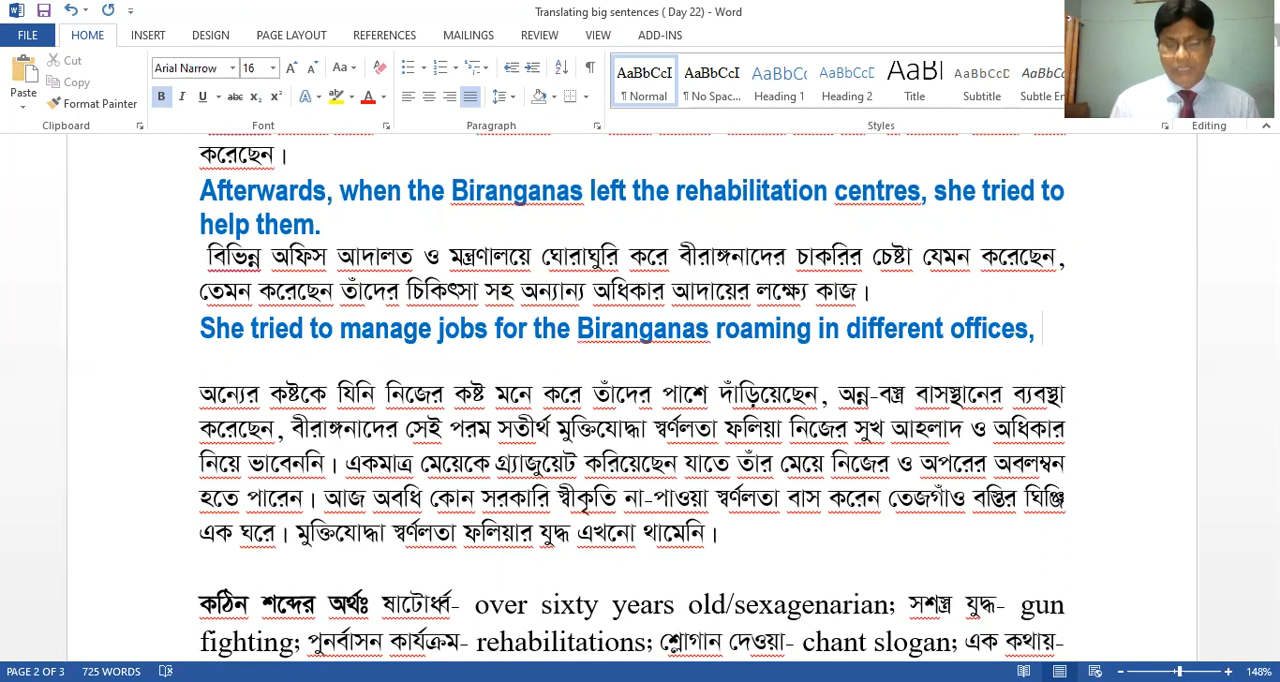 Translating big sentences ( Day 22) - Word
FILE HOME INSERT DESIGN PAGE LAYOUT REFERENCES MAILINGS REVIEW VIEW ADD-INS
Cut
Copy
Paste
Format Painter
Arial Narrow 16
AaBbCcI AaBbCcI AaBbCc AaBbCcI AaBl AaBbCcI AaBbCcI
¶ Normal ¶ No Spac... Heading 1 Heading 2 Title Subtitle Subtle En
Clipboard Font Paragraph Styles Editing
করেছেন।
Afterwards, when the Biranganas left the rehabilitation centres, she tried to
help them.
বিভিন্ন অফিস আদালত ও মন্ত্রণালয়ে ঘোরাঘুরি করে বীরাঙ্গনাদের চাকরির চেষ্টা যেমন করেছেন,
তেমন করেছেন তাঁদের চিকিৎসা সহ অন্যান্য অধিকার আদায়ের লক্ষ্যে কাজ।
She tried to manage jobs for the Biranganas roaming in different offices,
অন্যের কষ্টকে যিনি নিজের কষ্ট মনে করে তাঁদের পাশে দাঁড়িয়েছেন, অন্ন-বস্ত্র বাসস্থানের ব্যবস্থা
করেছেন, বীরাঙ্গনাদের সেই পরম সতীর্থ মুক্তিযোদ্ধা স্বর্ণলতা ফলিয়া নিজের সুখ আহলাদ ও অধিকার
নিয়ে ভাবেননি। একমাত্র মেয়েকে গ্র্যাজুয়েট করিয়েছেন যাতে তাঁর মেয়ে নিজের ও অপরের অবলম্বন
হতে পারেন। আজ অবধি কোন সরকারি স্বীকৃতি না-পাওয়া স্বর্ণলতা বাস করেন তেজগাঁও বস্তির ঘিঞ্জি
এক ঘরে। মুক্তিযোদ্ধা স্বর্ণলতা ফলিয়ার যুদ্ধ এখনো থামেনি।
কঠিন শব্দের অর্থঃ ষাটোর্ধ্ব- over sixty years old/sexagenarian; সশস্ত্র যুদ্ধ- gun
fighting; পুনর্বাসন কার্যক্রম- rehabilitations; শ্লোগান দেওয়া- chant slogan; এক কথায়-
PAGE 2 OF 3 725 WORDS 148%